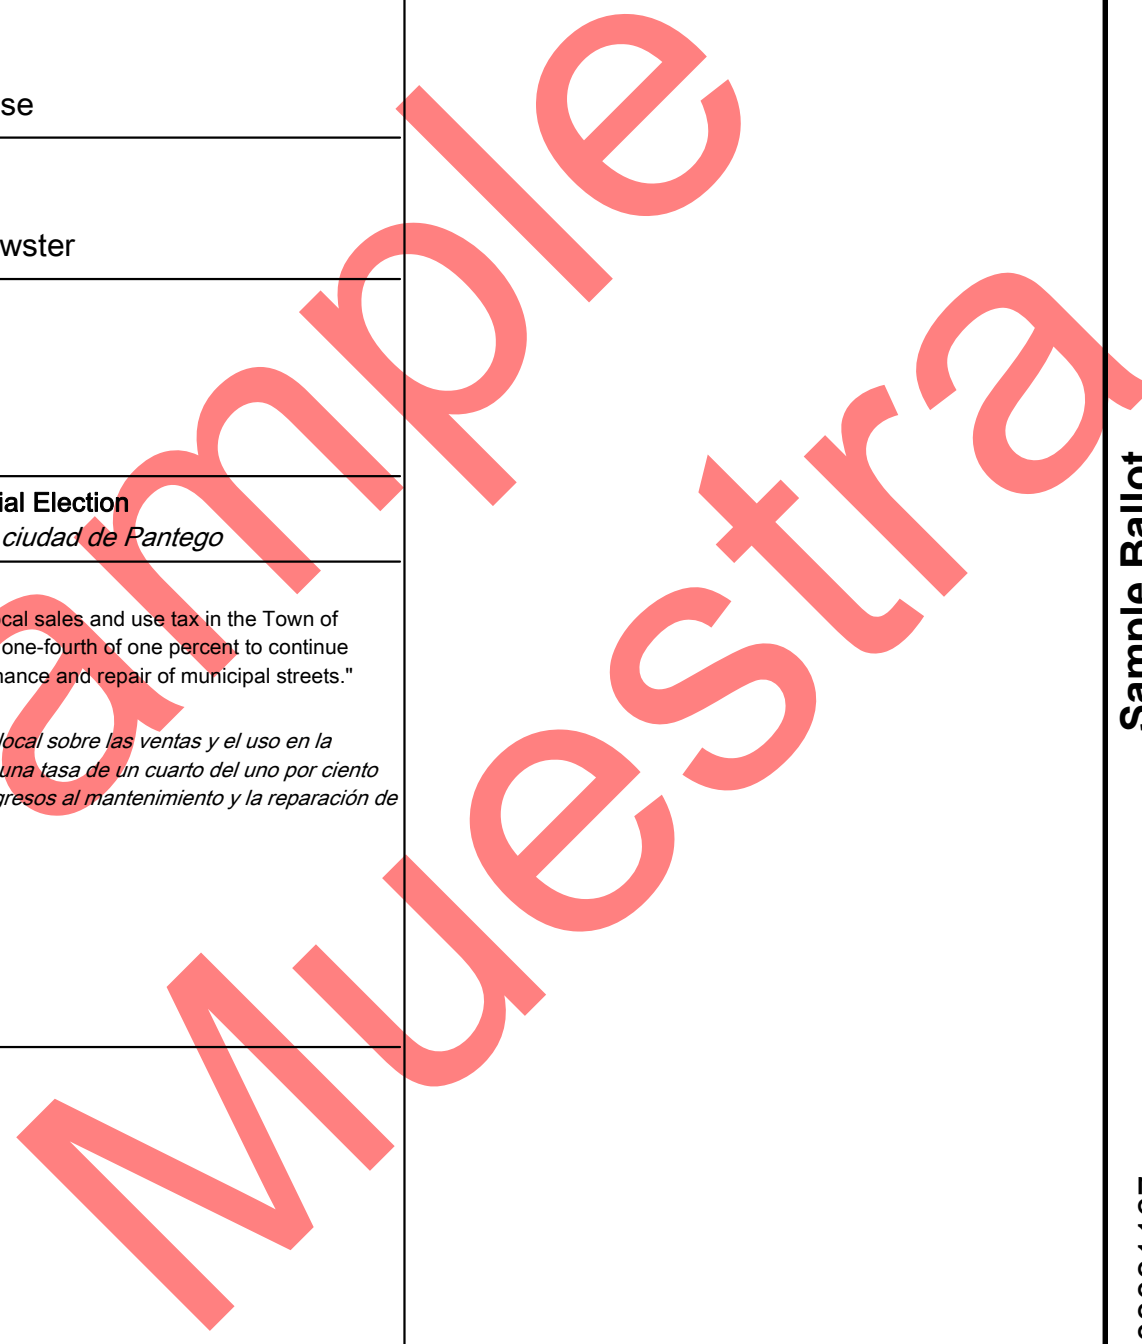 se
wster
ial Election
ciudad de Pantego
cal sales and use tax in the Town of
one-fourth of one percent to continue
nance and repair of municipal streets."
local sobre las ventas y el uso en la
una tasa de un cuarto del uno por ciento
gresos al mantenimiento y la reparación de
ample
Muestra
Sample Ballot